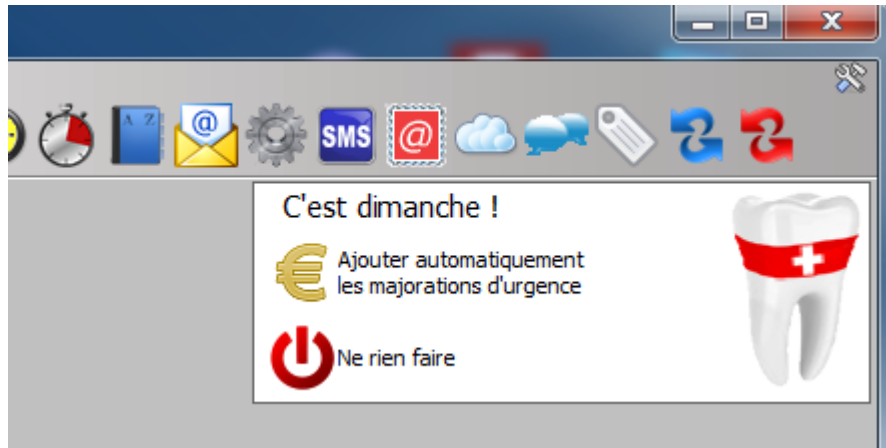 A Z
@
SMS
@
C'est dimanche !
Ajouter automatiquement
les majorations d'urgence
Ne rien faire